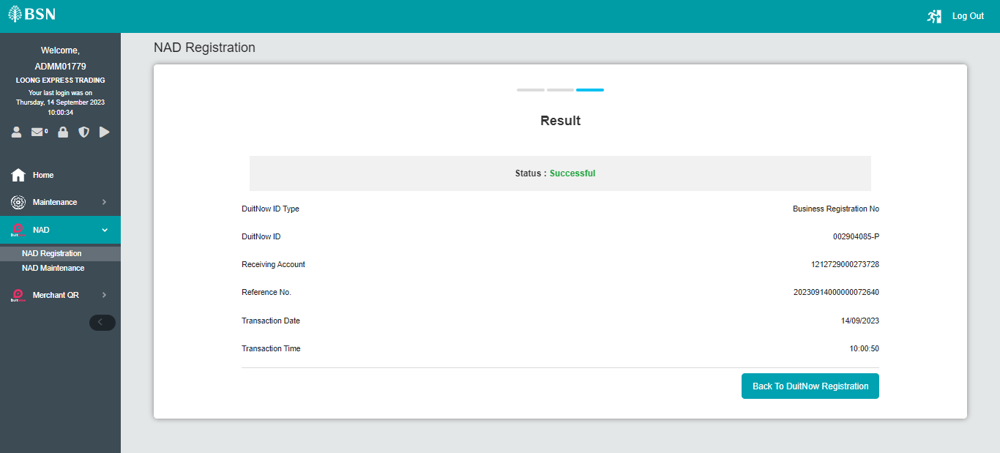 BSN
Log Out
Welcome,
ADMM01779
LOONG EXPRESS TRADING
Your last login was on
Thursday, 14 September 2023
10:00:34
0
Home
Maintenance
NAD
NAD Registration
NAD Maintenance
Merchant QR
NAD Registration
Result
Status : Successful
DuitNow ID Type Business Registration No
DuitNow ID 002904085-P
Receiving Account 1212729000273728
Reference No. 20230914000000072640
Transaction Date 14/09/2023
Transaction Time 10:00:50
Back To DuitNow Registration